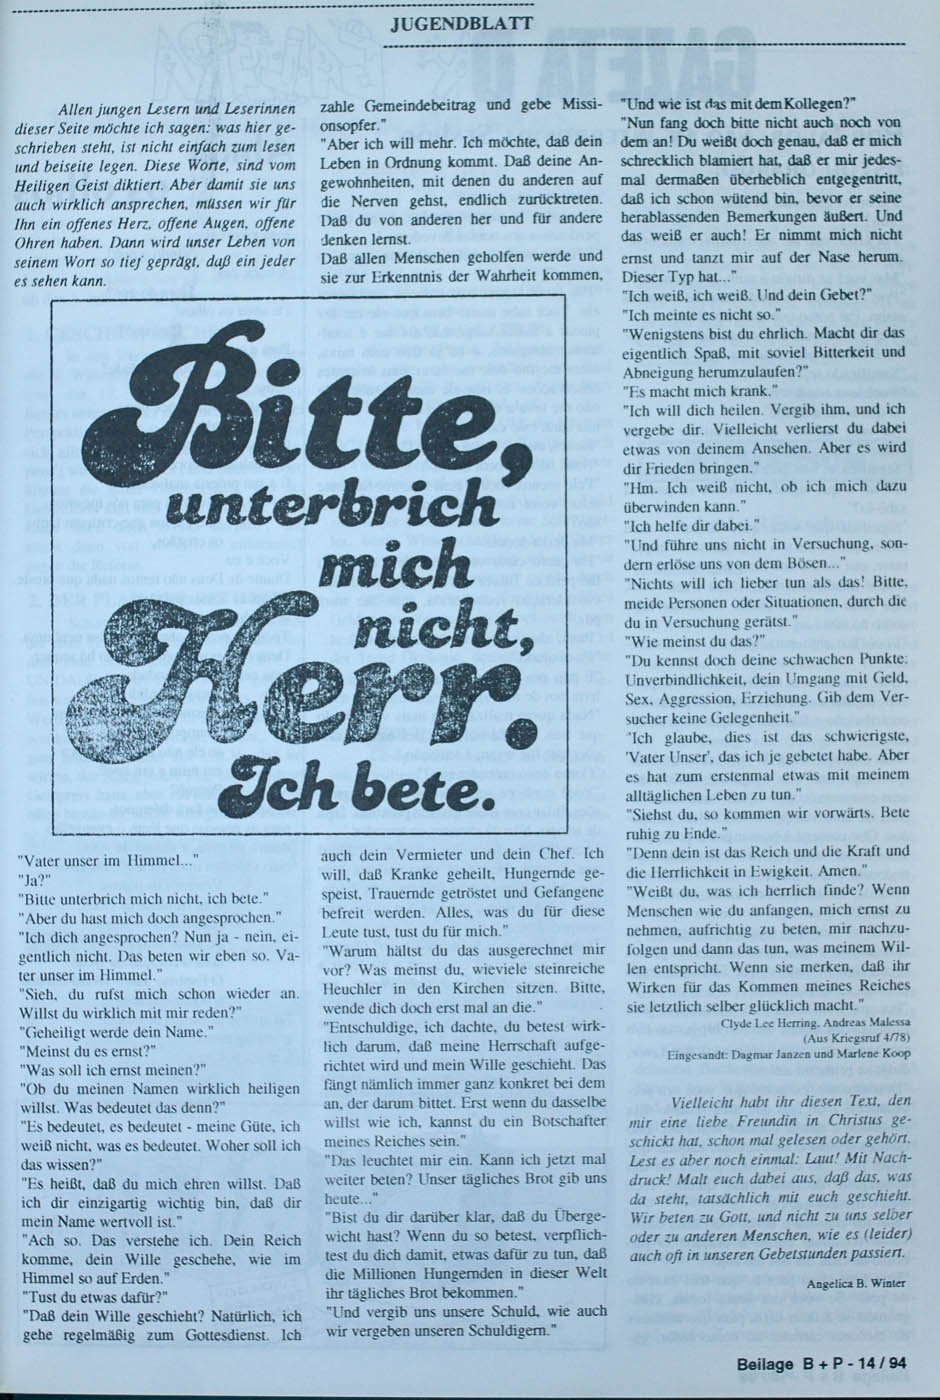 JUGENDBLATT
Allen jungen Lesern und Leserinnen
dieser Seite möchte ich sagen: was hier ge-
schrieben steht, ist nicht einfach zum lesen
und beiseite legen. Diese Worte, sind vom
Heiligen Geist diktiert. Aber damit sie uns
auch wirklich ansprechen, müssen wir für
Ihn ein offenes Herz, offene Augen, offene
Ohren haben. Dann wird unser Leben von
seinem Wort so tief geprägt, daß ein jeder
es sehen kann.
Bitte,
unterbrich
mich
nicht,
Herr.
Ich bete.
"Vater unser im Himmel..."
"Ja?"
"Bitte unterbrich mich nicht, ich bete."
"Aber du hast mich doch angesprochen."
"Ich dich angesprochen? Nun ja - nein, ei-
gentlich nicht. Das beten wir eben so. Va-
ter unser im Himmel."
"Sieh, du rufst mich schon wieder an.
Willst du wirklich mit mir reden?"
"Geheiligt werde dein Name."
"Meinst du es ernst?"
"Was soll ich ernst meinen?"
"Ob du meinen Namen wirklich heiligen
willst. Was bedeutet das denn?"
"Es bedeutet, es bedeutet - meine Güte, ich
weiß nicht, was es bedeutet. Woher soll ich
das wissen?"
"Es heißt, daß du mich ehren willst. Daß
ich dir einzigartig wichtig bin, daß dir
mein Name wertvoll ist."
"Ach so. Das verstehe ich. Dein Reich
komme, dein Wille geschehe, wie im
Himmel so auf Erden."
"Tust du etwas dafür?"
"Daß dein Wille geschieht? Natürlich, ich
gehe regelmäßig zum Gottesdienst. Ich
zahle Gemeindebeitrag und gebe Missi-
onsopfer."
"Aber ich will mehr. Ich möchte, daß dein
Leben in Ordnung kommt. Daß deine An-
gewohnheiten, mit denen du anderen auf
die Nerven gehst, endlich zurücktreten.
Daß du von anderen her und für andere
denken lernst.
Daß allen Menschen geholfen werde und
sie zur Erkenntnis der Wahrheit kommen,
auch dein Vermieter und dein Chef. Ich
will, daß Kranke geheilt, Hungernde ge-
speist, Trauernde getröstet und Gefangene
befreit werden. Alles, was du für diese
Leute tust, tust du für mich."
"Warum hältst du das ausgerechnet mir
vor? Was meinst du, wieviele steinreiche
Heuchler in den Kirchen sitzen. Bitte,
wende dich doch erst mal an die."
"Entschuldige, ich dachte, du betest wirk-
lich darum, daß meine Herrschaft aufge-
richtet wird und mein Wille geschieht. Das
fängt nämlich immer ganz konkret bei dem
an, der darum bittet. Erst wenn du dasselbe
willst wie ich, kannst du ein Botschafter
meines Reiches sein."
"Das leuchtet mir ein. Kann ich jetzt mal
weiter beten? Unser tägliches Brot gib uns
heute..."
"Bist du dir darüber klar, daß du Überge-
wicht hast? Wenn du so betest, verpflich-
test du dich damit, etwas dafür zu tun, daß
die Millionen Hungernden in dieser Welt
ihr tägliches Brot bekommen."
"Und vergib uns unsere Schuld, wie auch
wir vergeben unseren Schuldigern."
"Und wie ist das mit dem Kollegen?"
"Nun fang doch bitte nicht auch noch von
dem an! Du weißt doch genau, daß er mich
schrecklich blamiert hat, daß er mir jedes-
mal dermaßen überheblich entgegentritt,
daß ich schon wütend bin, bevor er seine
herablassenden Bemerkungen äußert. Und
das weiß er auch! Er nimmt mich nicht
ernst und tanzt mir auf der Nase herum.
Dieser Typ hat..."
"Ich weiß, ich weiß. Und dein Gebet?"
"Ich meinte es nicht so."
"Wenigstens bist du ehrlich. Macht dir das
eigentlich Spaß, mit soviel Bitterkeit und
Abneigung herumzulaufen?"
"Es macht mich krank."
"Ich will dich heilen. Vergib ihm, und ich
vergebe dir. Vielleicht verlierst du dabei
etwas von deinem Ansehen. Aber es wird
dir Frieden bringen."
"Hm. Ich weiß nicht, ob ich mich dazu
überwinden kann."
"Ich helfe dir dabei."
"Und führe uns nicht in Versuchung, son-
dern erlöse uns von dem Bösen..."
"Nichts will ich lieber tun als das! Bitte,
meide Personen oder Situationen, durch die
du in Versuchung gerätst."
"Wie meinst du das?"
"Du kennst doch deine schwachen Punkte:
Unverbindlichkeit, dein Umgang mit Geld,
Sex, Aggression, Erziehung. Gib dem Ver-
sucher keine Gelegenheit."
"Ich glaube, dies ist das schwierigste,
'Vater Unser', das ich je gebetet habe. Aber
es hat zum erstenmal etwas mit meinem
alltäglichen Leben zu tun."
"Siehst du, so kommen wir vorwärts. Bete
ruhig zu Ende."
"Denn dein ist das Reich und die Kraft und
die Herrlichkeit in Ewigkeit. Amen."
"Weißt du, was ich herrlich finde? Wenn
Menschen wie du anfangen, mich ernst zu
nehmen, aufrichtig zu beten, mir nachzu-
folgen und dann das tun, was meinem Wil-
len entspricht. Wenn sie merken, daß ihr
Wirken für das Kommen meines Reiches
sie letztlich selber glücklich macht."
Clyde Lee Herring, Andreas Malessa
(Aus Kriegsruf 4/78)
Eingesandt: Dagmar Janzen und Marlene Koop
Vielleicht habt ihr diesen Text, den
mir eine liebe Freundin in Christus ge-
schickt hat, schon mal gelesen oder gehört.
Lest es aber noch einmal: Laut! Mit Nach-
druck! Malt euch dabei aus, daß das, was
da steht, tatsächlich mit euch geschieht.
Wir beten zu Gott, und nicht zu uns selber
oder zu anderen Menschen, wie es (leider)
auch oft in unseren Gebetstunden passiert.
Angelica B. Winter
Beilage B + P - 14 / 94